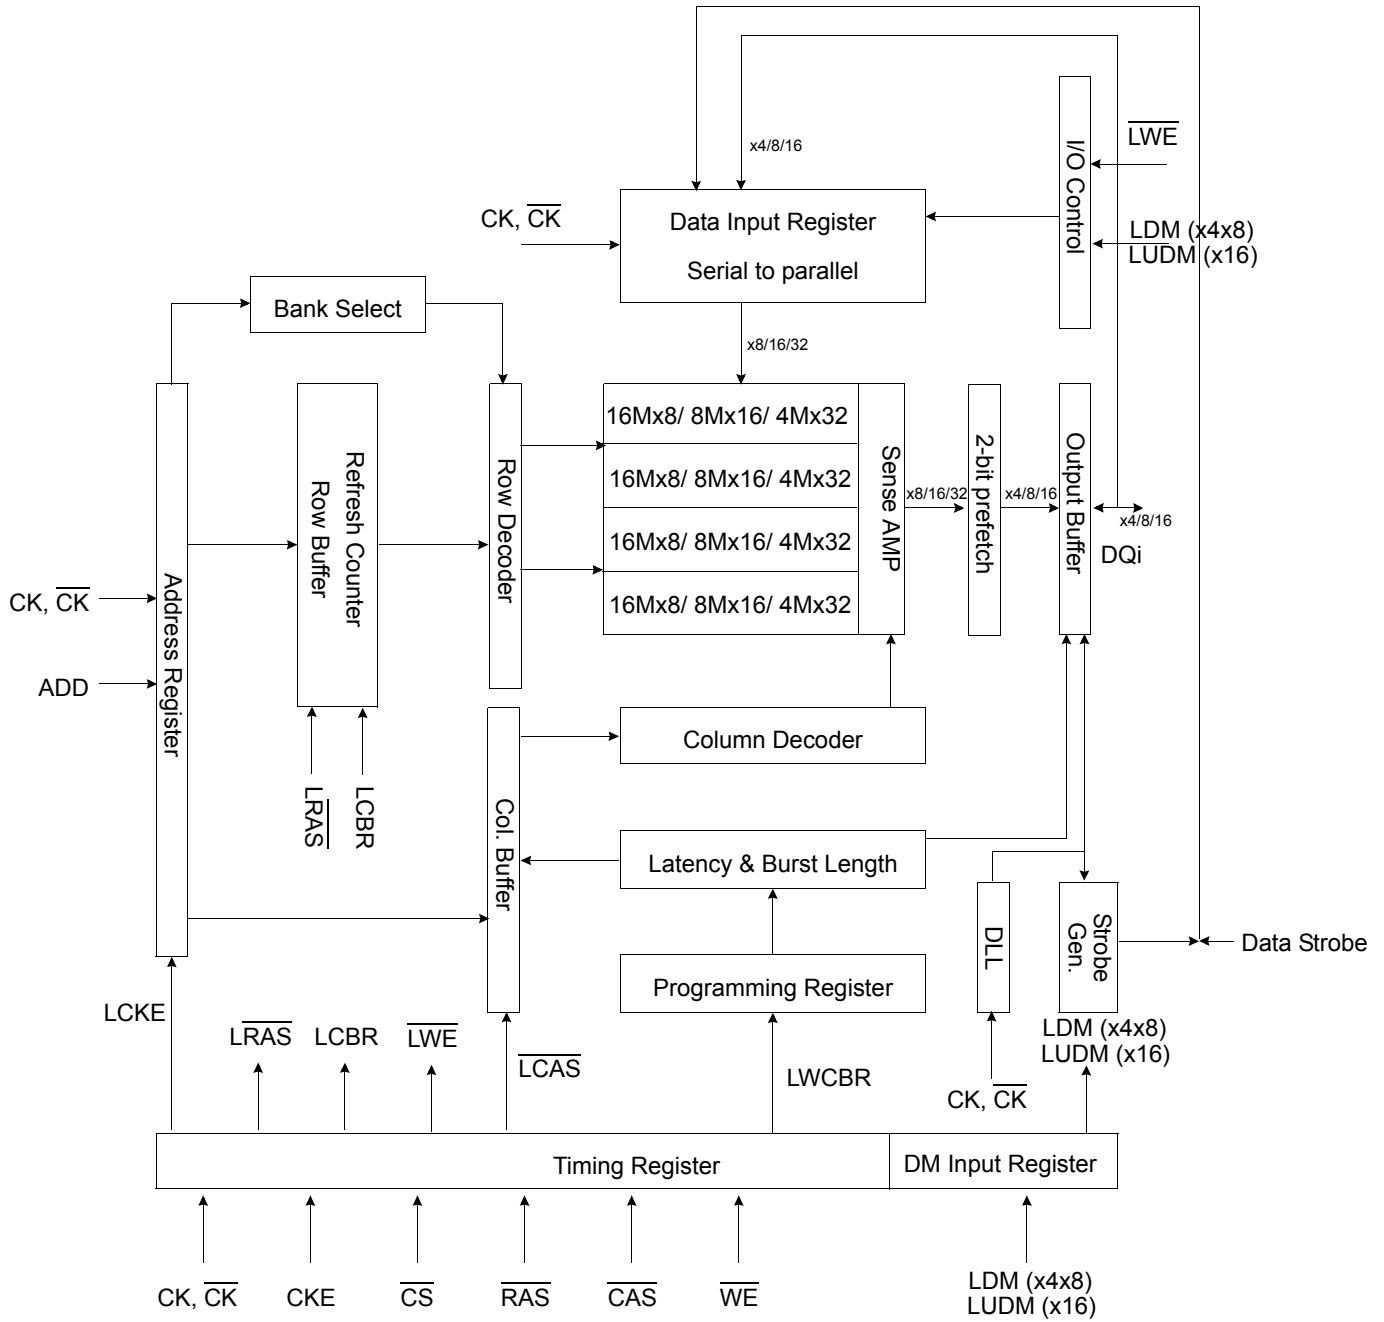 x4/8/16
LWE
I/O Control
CK, CK
Data Input Register
Serial to parallel
LDM (x4x8)
LUDM (x16)
Bank Select
x8/16/32
16Mx8/ 8Mx16/ 4Mx32
16Mx8/ 8Mx16/ 4Mx32
16Mx8/ 8Mx16/ 4Mx32
16Mx8/ 8Mx16/ 4Mx32
Address Register
Refresh Counter
Row Buffer
Row Decoder
Sense AMP
x8/16/32
2-bit prefetch
x4/8/16
Output Buffer
x4/8/16
DQi
CK, CK
ADD
LRAS
LCBR
Col. Buffer
Column Decoder
Latency & Burst Length
Programming Register
DLL
Strobe
Gen.
Data Strobe
LCKE
LRAS
LCBR
LWE
LCAS
LWCBR
CK, CK
LDM (x4x8)
LUDM (x16)
Timing Register
DM Input Register
CK, CK
CKE
CS
RAS
CAS
WE
LDM (x4x8)
LUDM (x16)